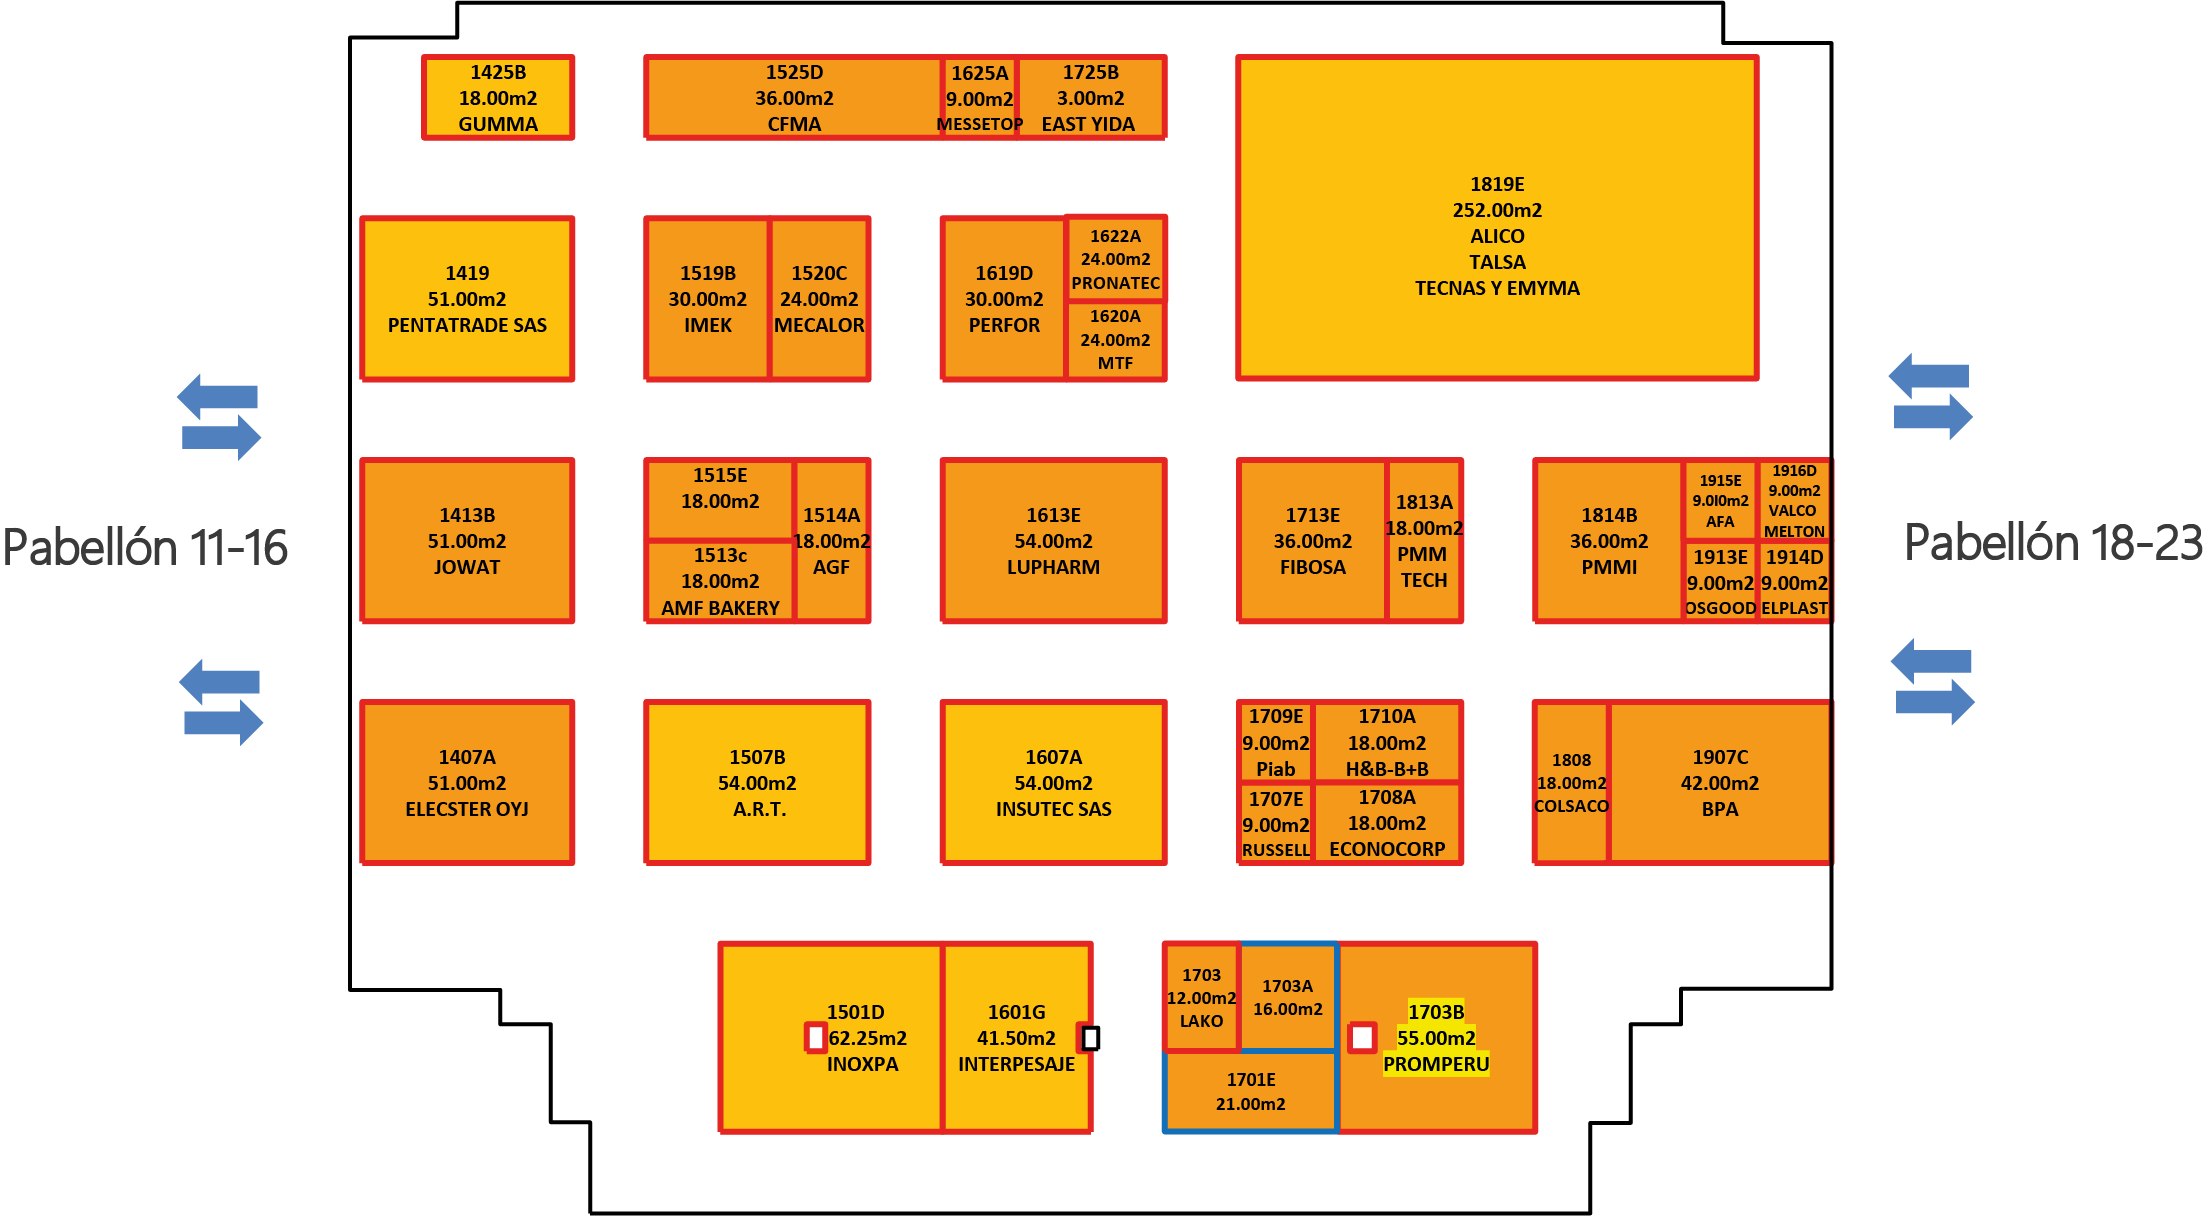 1425B
18.00m2
GUMMA
1525D
36.00m2
CFMA
1625A
9.00m2
MESSETOP
1725B
3.00m2
EAST YIDA
1819E
252.00m2
ALICO
TALSA
TECNAS Y EMYMA
1419
51.00m2
PENTATRADE SAS
1519B
30.00m2
IMEK
1520C
24.00m2
MECALOR
1619D
30.00m2
PERFOR
1622A
24.00m2
PRONATEC
1620A
24.00m2
MTF
Pabellón 11-16
1413B
51.00m2
JOWAT
1515E
18.00m2
1513c
18.00m2
AMF BAKERY
1514A
18.00m2
AGF
1613E
54.00m2
LUPHARM
1713E
36.00m2
FIBOSA
1813A
18.00m2
PMM
TECH
1814B
36.00m2
PMMI
1915E
9.0l0m2
AFA
1916D
9.00m2
VALCO
MELTON
1913E
9.00m2
OSGOOD
1914D
9.00m2
ELPLAST
Pabellón 18-23
1407A
51.00m2
ELECSTER OYJ
1507B
54.00m2
A.R.T.
1607A
54.00m2
INSUTEC SAS
1709E
9.00m2
Piab
1710A
18.00m2
H&B-B+B
1707E
9.00m2
RUSSELL
1708A
18.00m2
ECONOCORP
1808
18.00m2
COLSACO
1907C
42.00m2
BPA
1501D
62.25m2
INOXPA
1601G
41.50m2
INTERPESAJE
1703
12.00m2
LAKO
1703A
16.00m2
1701E
21.00m2
1703B
55.00m2
PROMPERU